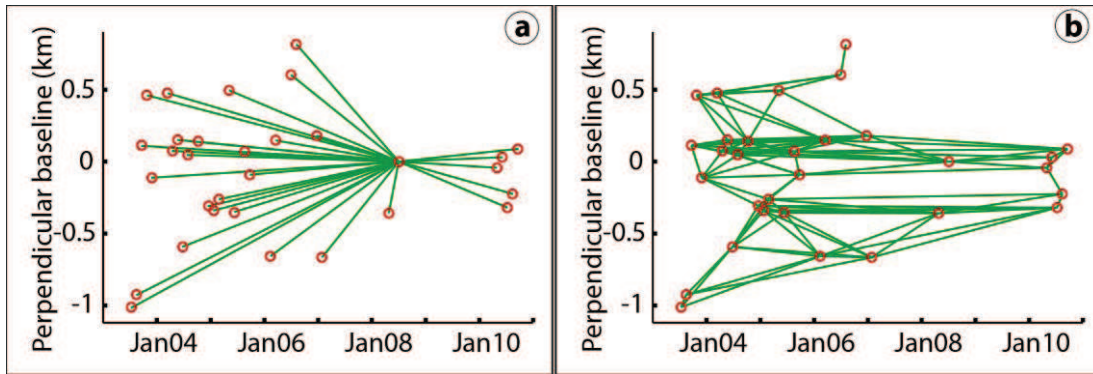 a
Perpendicular baseline (km)
0.5
0
-0.5
-1
Jan04 Jan06 Jan08 Jan10
b
Perpendicular baseline (km)
0.5
0
-0.5
-1
Jan04 Jan06 Jan08 Jan10